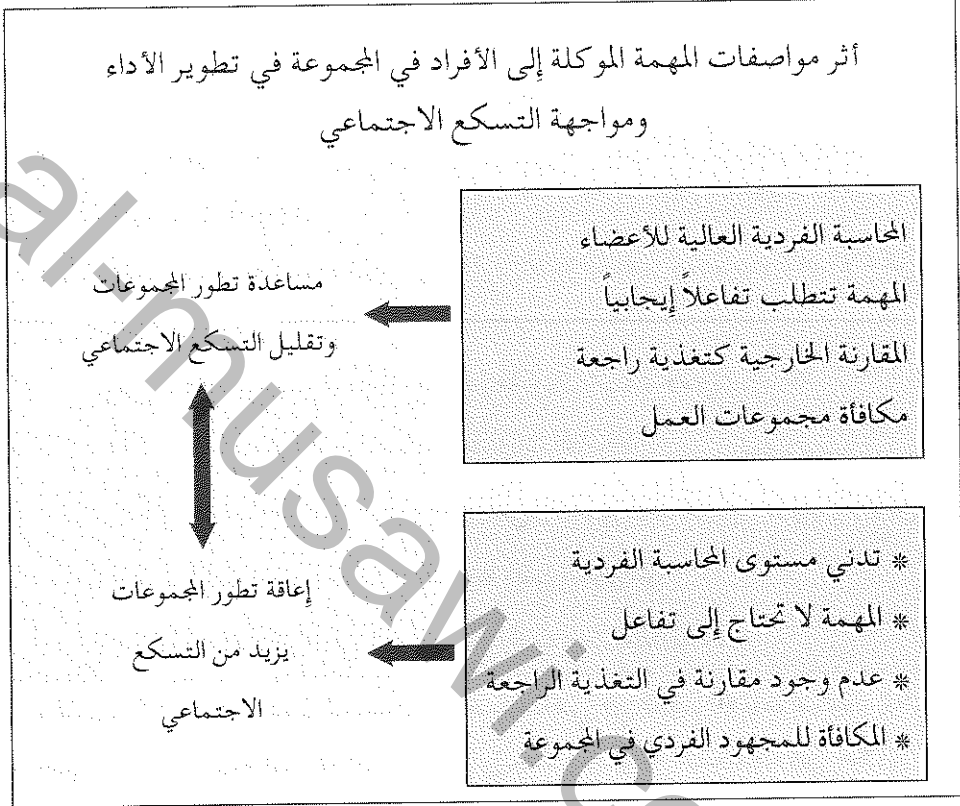 أثر مواصفات المهمة الموكلة إلى الأفراد في المجموعة في تطوير الأداء
ومواجهة التسكع الاجتماعي
المحاسبة الفردية العالية للأعضاء
المهمة تتطلب تفاعلاً إيجابياً
المقارنة الخارجية كتغذية راجعة
مكافأة مجموعات العمل
مساعدة تطور المجموعات
وتقليل التسكع الاجتماعي
* تدني مستوى المحاسبة الفردية
* المهمة لا تحتاج إلى تفاعل
* عدم وجود مقارنة في التغذية الراجعة
* المكافأة للمجهود الفردي في المجموعة
إعاقة تطور المجموعات
يزيد من التسكع
الاجتماعي
al-musawi.c